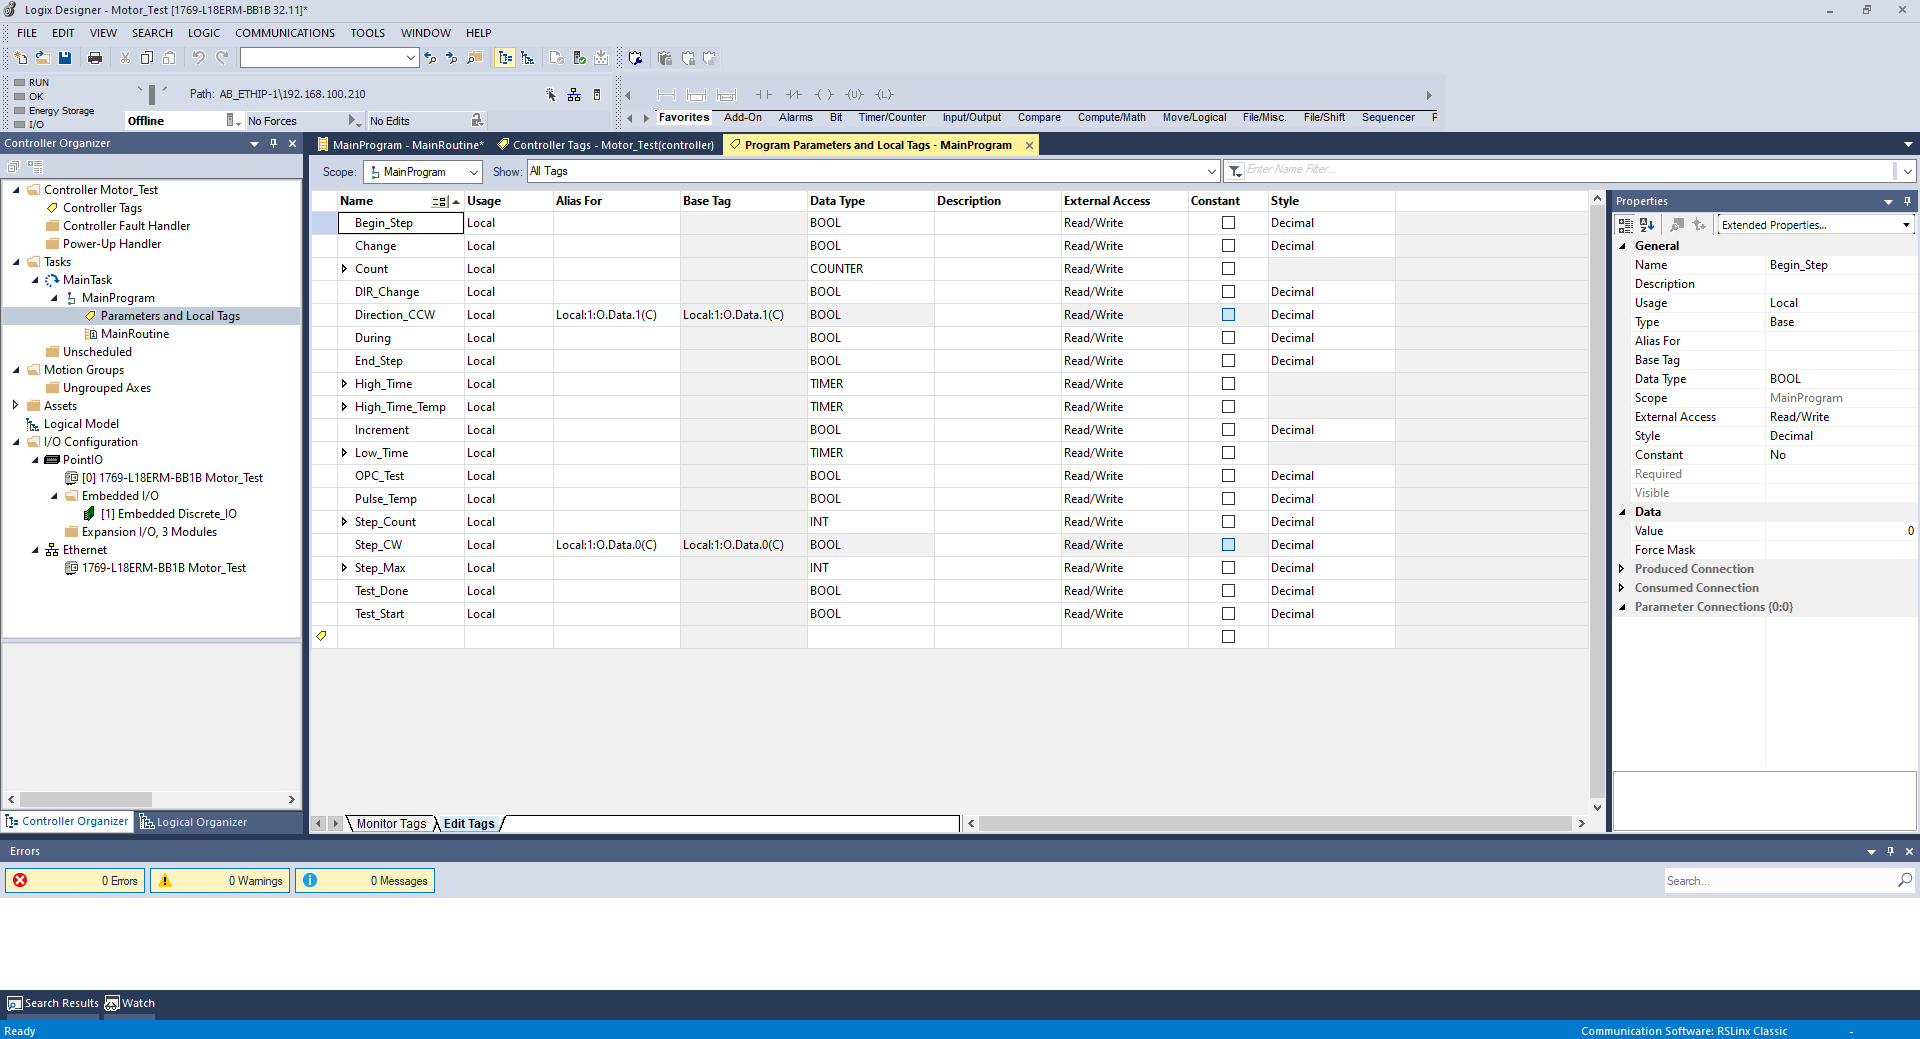 Logix Designer - Motor_Test [1769-L18ERM-BB1B 32.11]*
FILE EDIT VIEW SEARCH LOGIC COMMUNICATIONS TOOLS WINDOW HELP
RUN
OK
Energy Storage
I/O
Path: AB_ETHIP-1\192.168.100.210
Offline No Forces No Edits
Favorites Add-On Alarms Bit Timer/Counter Input/Output Compare Compute/Math Move/Logical File/Misc. File/Shift Sequencer P
Controller Organizer
MainProgram - MainRoutine* Controller Tags - Motor_Test(controller) Program Parameters and Local Tags - MainProgram
Controller Motor_Test
Controller Tags
Controller Fault Handler
Power-Up Handler
Tasks
MainTask
MainProgram
Parameters and Local Tags
MainRoutine
Unscheduled
Motion Groups
Ungrouped Axes
Assets
Logical Model
I/O Configuration
PointIO
[0] 1769-L18ERM-BB1B Motor_Test
Embedded I/O
[1] Embedded Discrete_IO
Expansion I/O, 3 Modules
Ethernet
1769-L18ERM-BB1B Motor_Test
Controller Organizer Logical Organizer
Scope: MainProgram Show: All Tags Enter Name Filter...
Name Usage Alias For Base Tag Data Type Description External Access Constant Style
Begin_Step Local BOOL Read/Write Decimal
Change Local BOOL Read/Write Decimal
Count Local COUNTER Read/Write
DIR_Change Local BOOL Read/Write Decimal
Direction_CCW Local Local:1:O.Data.1(C) Local:1:O.Data.1(C) BOOL Read/Write Decimal
During Local BOOL Read/Write Decimal
End_Step Local BOOL Read/Write Decimal
High_Time Local TIMER Read/Write
High_Time_Temp Local TIMER Read/Write
Increment Local BOOL Read/Write Decimal
Low_Time Local TIMER Read/Write
OPC_Test Local BOOL Read/Write Decimal
Pulse_Temp Local BOOL Read/Write Decimal
Step_Count Local INT Read/Write Decimal
Step_CW Local Local:1:O.Data.0(C) Local:1:O.Data.0(C) BOOL Read/Write Decimal
Step_Max Local INT Read/Write Decimal
Test_Done Local BOOL Read/Write Decimal
Test_Start Local BOOL Read/Write Decimal
Monitor Tags Edit Tags
Properties
Extended Properties...
General
Name Begin_Step
Description
Usage Local
Type Base
Alias For
Base Tag
Data Type BOOL
Scope MainProgram
External Access Read/Write
Style Decimal
Constant No
Required
Visible
Data
Value 0
Force Mask
Produced Connection
Consumed Connection
Parameter Connections {0:0}
Errors
0 Errors 0 Warnings 0 Messages Search...
Search Results Watch
Ready Communication Software: RSLinx Classic -